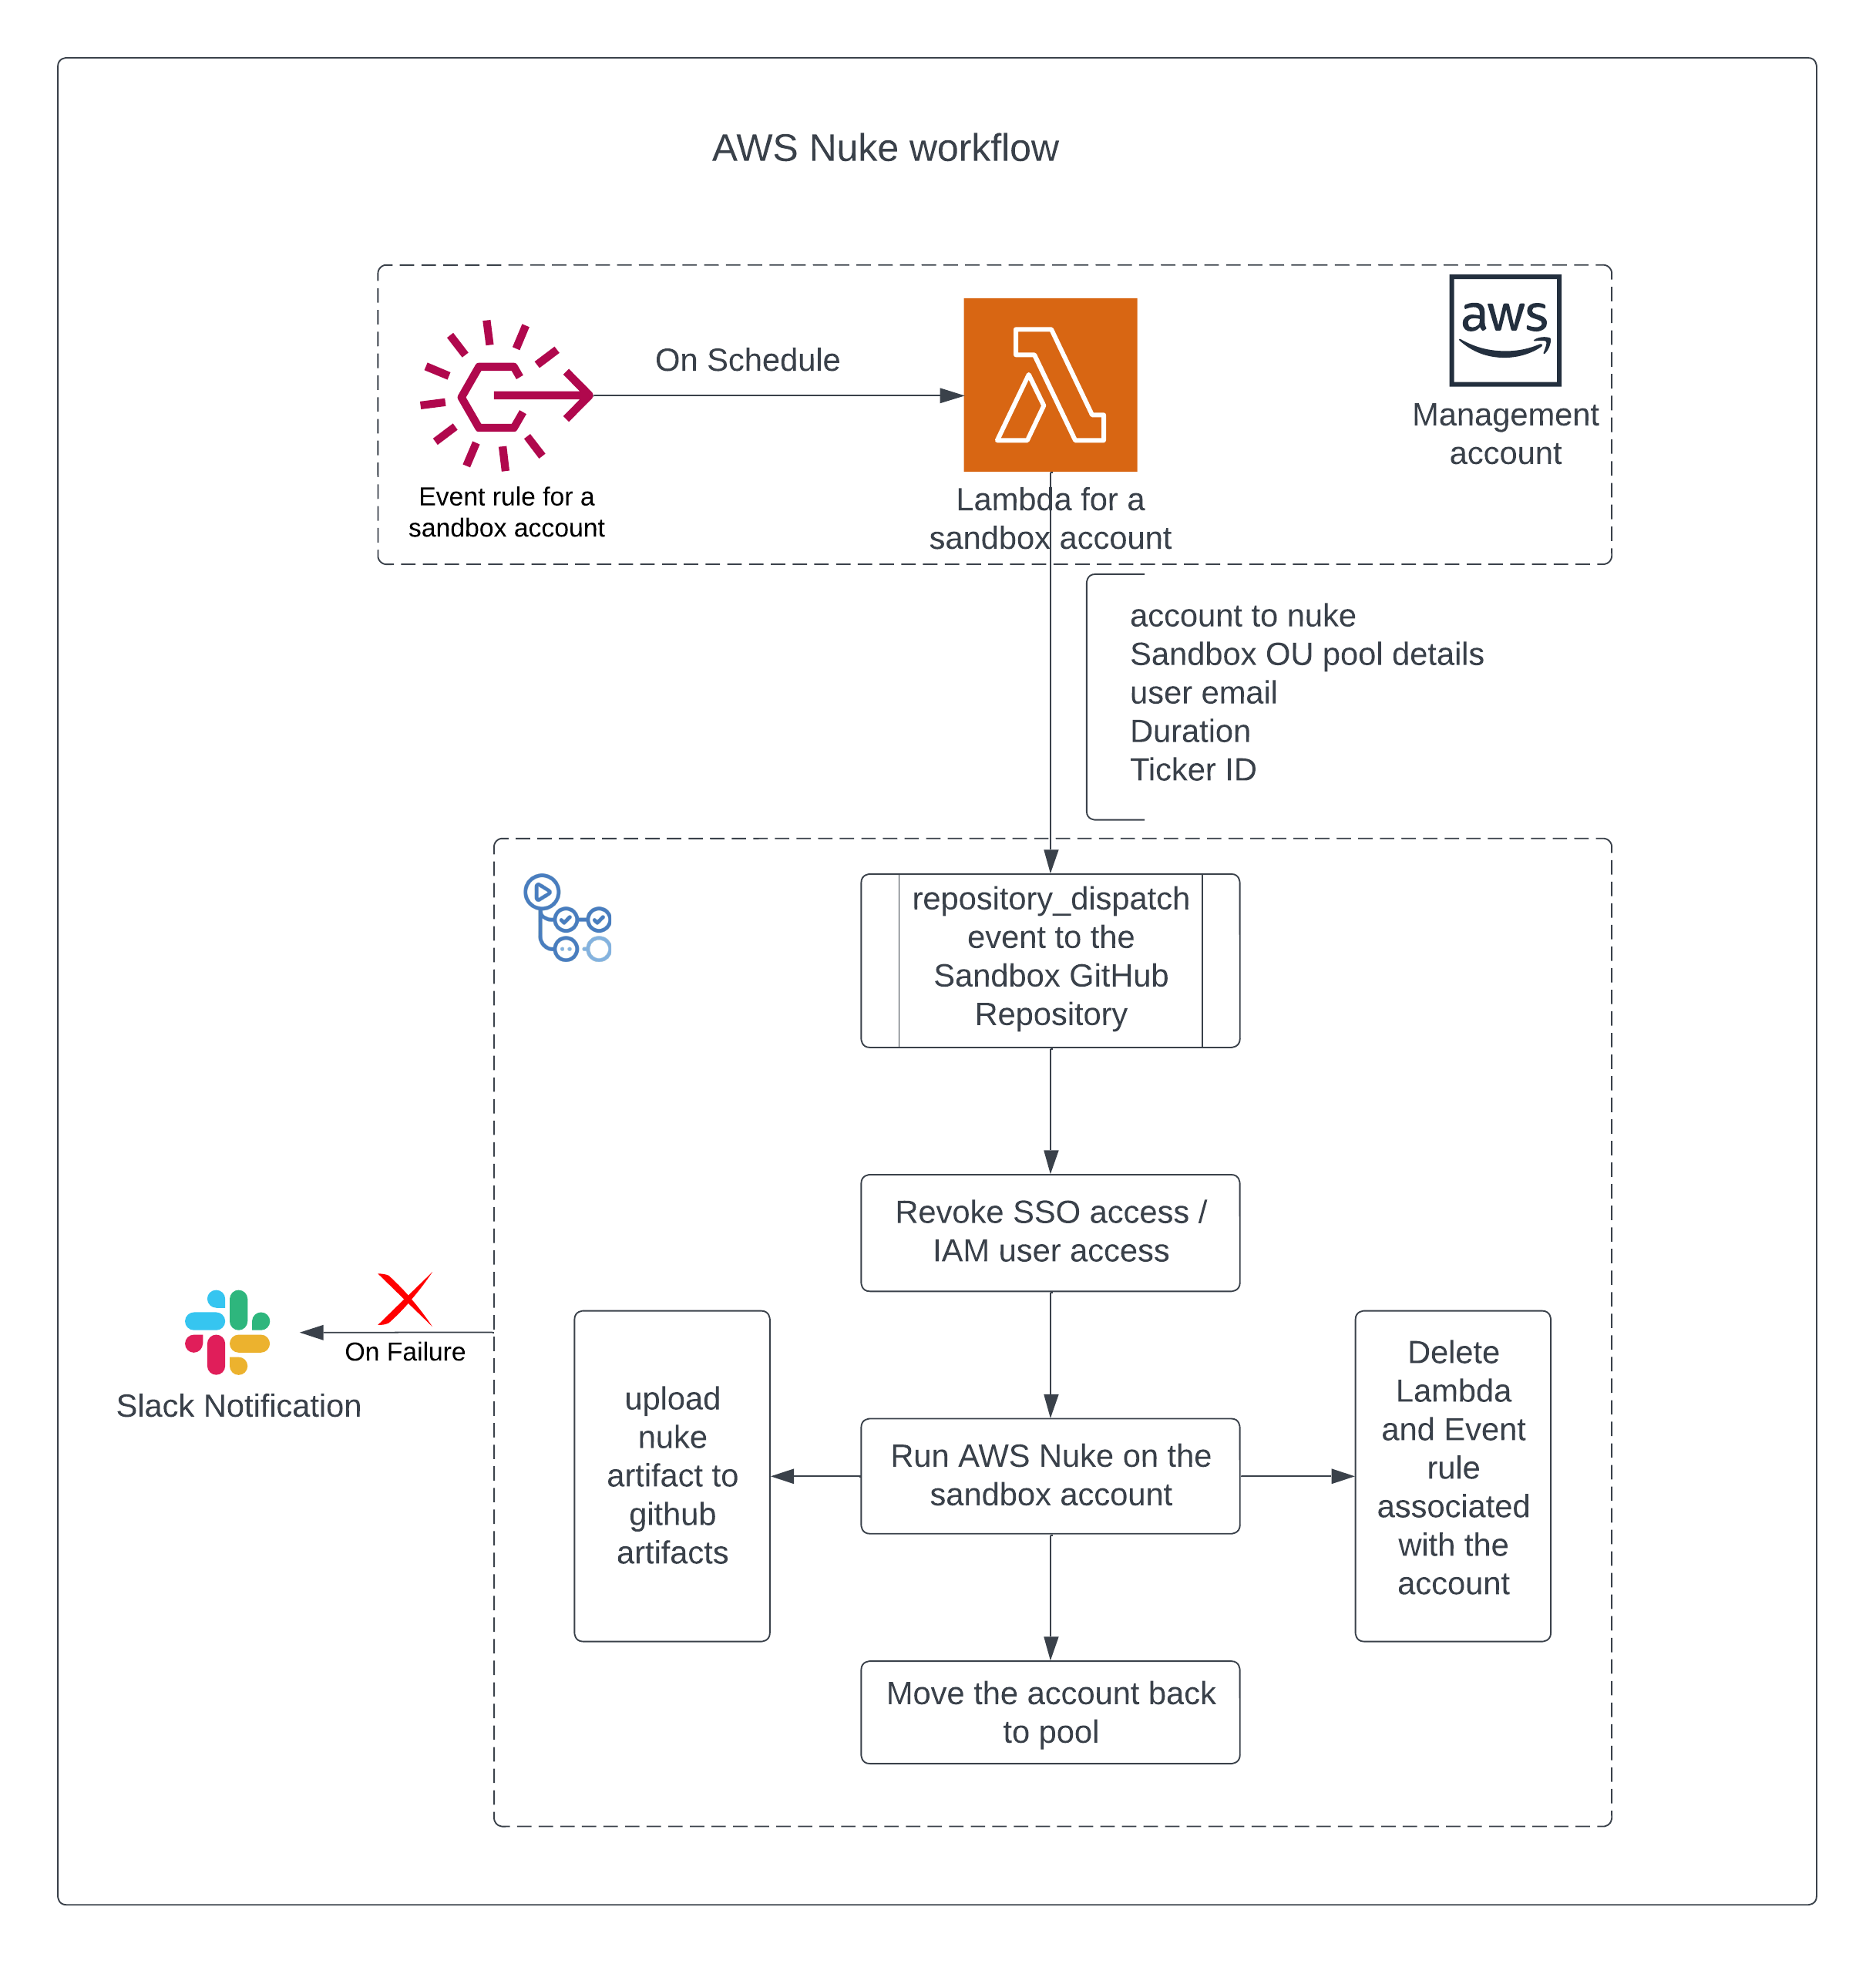 AWS Nuke workflow
On Schedule
aws
Management
account
Event rule for a
sandbox account
Lambda for a
sandbox account
account to nuke
Sandbox OU pool details
user email
Duration
Ticker ID
repository_dispatch
event to the
Sandbox GitHub
Repository
Revoke SSO access /
IAM user access
On Failure
Slack Notification
upload
nuke
artifact to
github
artifacts
Run AWS Nuke on the
sandbox account
Delete
Lambda
and Event
rule
associated
with the
account
Move the account back
to pool